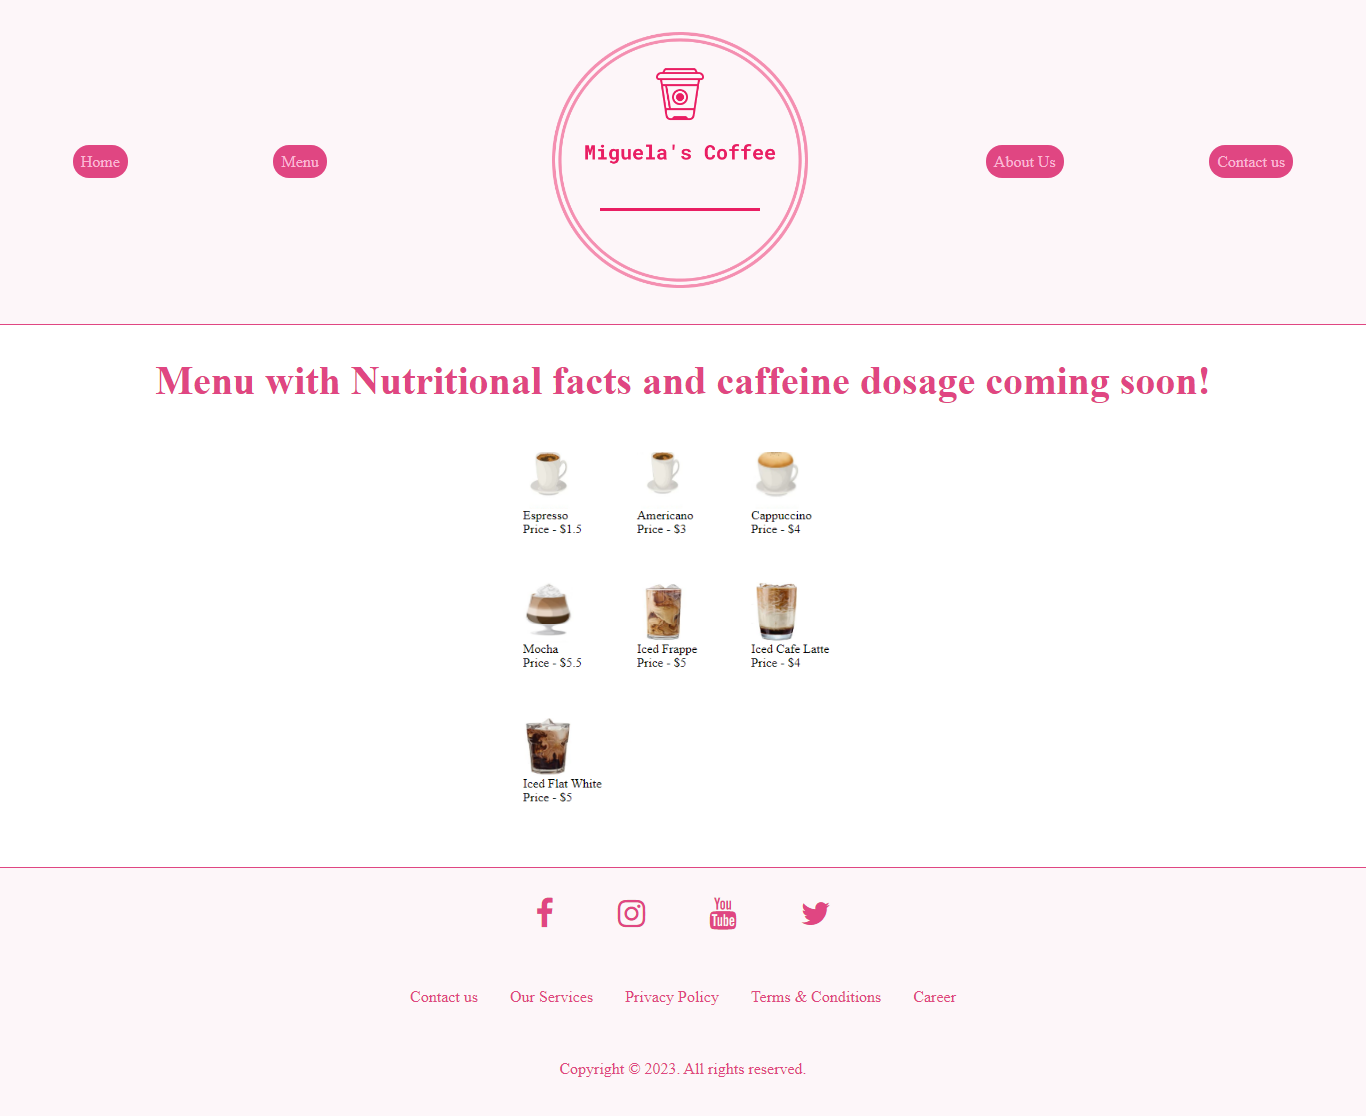 Home
Menu
Miguela's Coffee
About Us
Contact us
Menu with Nutritional facts and caffeine dosage coming soon!
Espresso
Price - $1.5
Americano
Price - $3
Cappuccino
Price - $4
Mocha
Price - $5.5
Iced Frappe
Price - $5
Iced Cafe Latte
Price - $4
Iced Flat White
Price - $5
You
Tube
Contact us
Our Services
Privacy Policy
Terms & Conditions
Career
Copyright © 2023. All rights reserved.